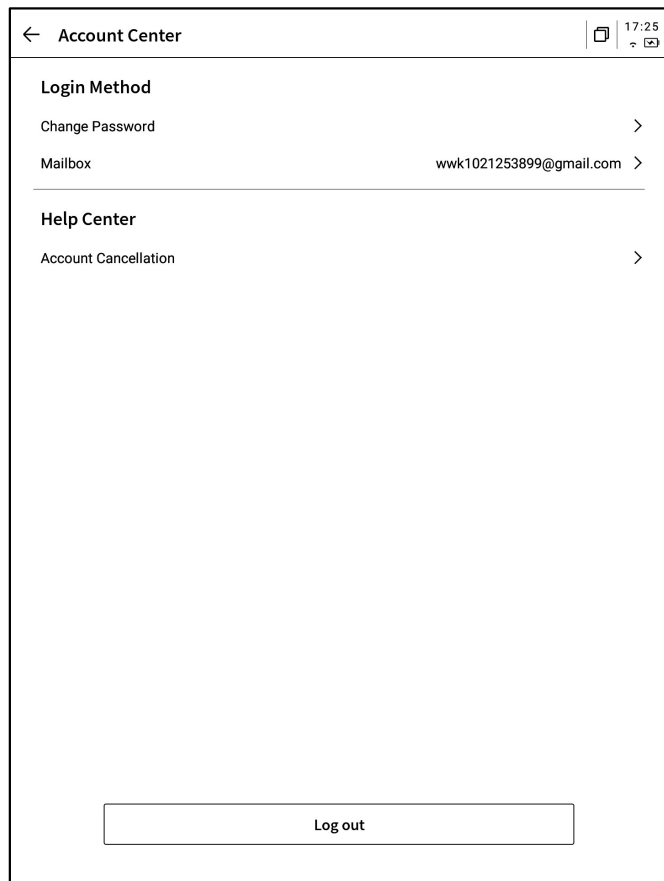 Account Center
17:25
Login Method
Change Password
Mailbox wwk1021253899@gmail.com
Help Center
Account Cancellation
Log out